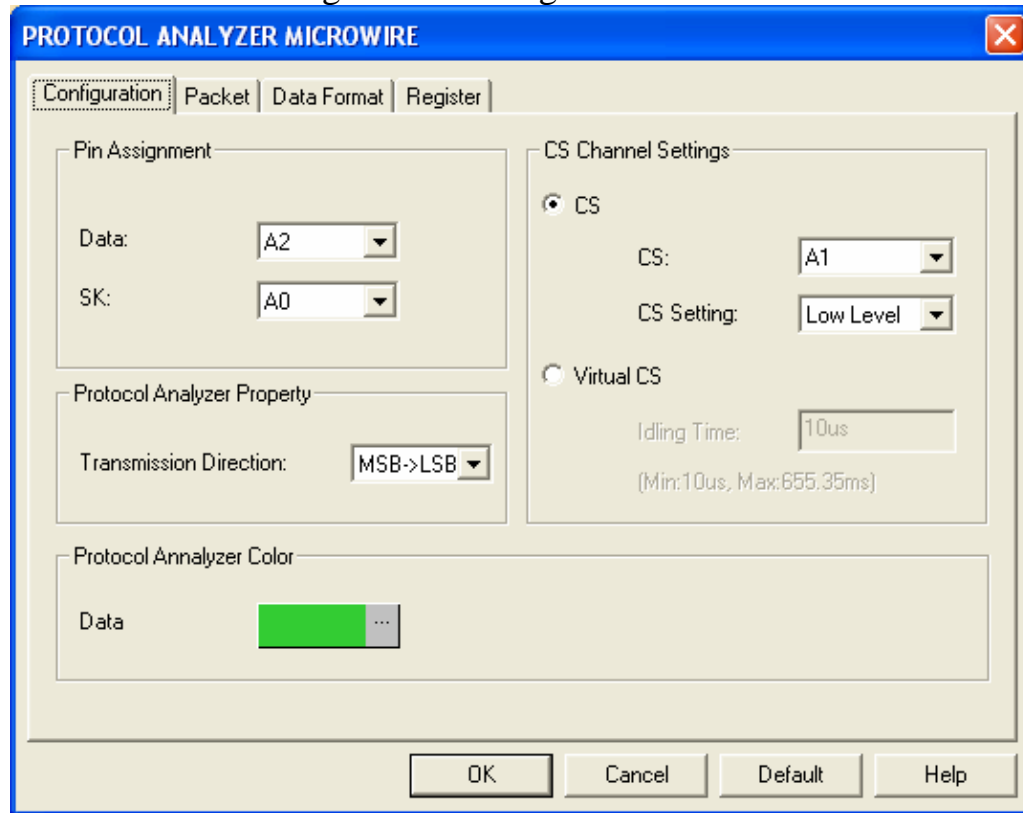 PROTOCOL ANALYZER MICROWIRE
Configuration Packet Data Format Register
Pin Assignment
Data: A2
SK: A0
Protocol Analyzer Property
Transmission Direction: MSB->LSB
CS Channel Settings
CS
CS: A1
CS Setting: Low Level
Virtual CS
Idling Time: 10us
(Min:10us, Max:655.35ms)
Protocol Annalyzer Color
Data ...
OK Cancel Default Help